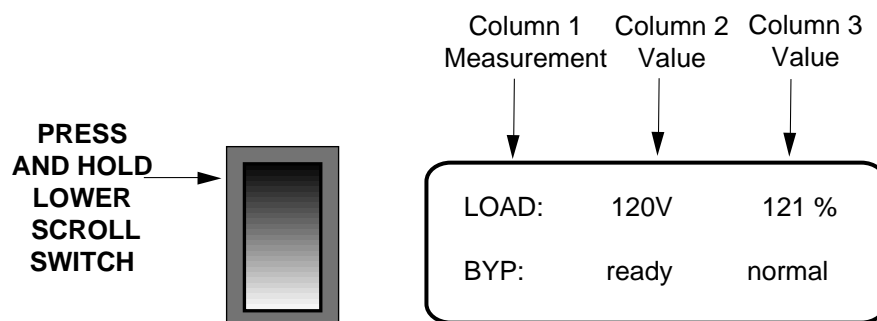 PRESS
AND HOLD
LOWER
SCROLL
SWITCH
Column 1
Measurement
Column 2
Value
Column 3
Value
LOAD: 120V 121 %
BYP: ready normal